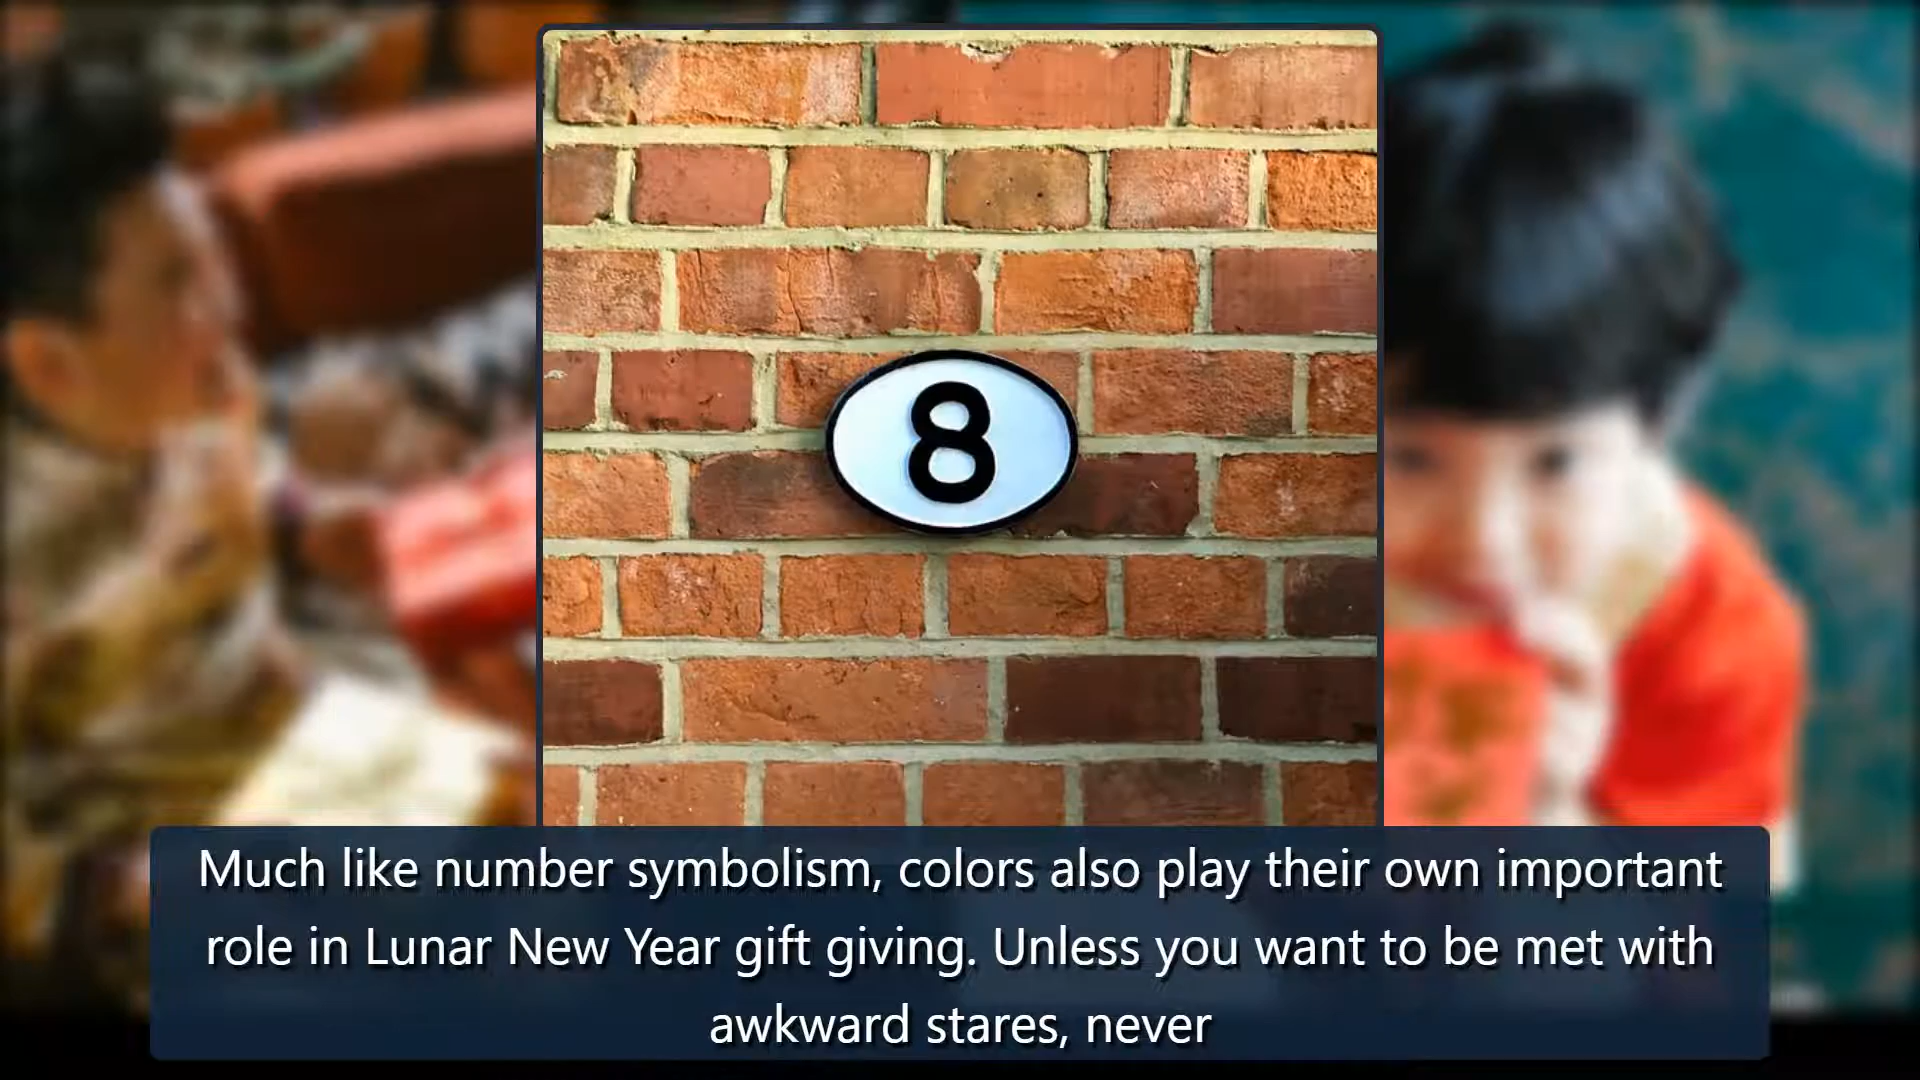 8
Much like number symbolism, colors also play their own important
role in Lunar New Year gift giving. Unless you want to be met with
awkward stares, never